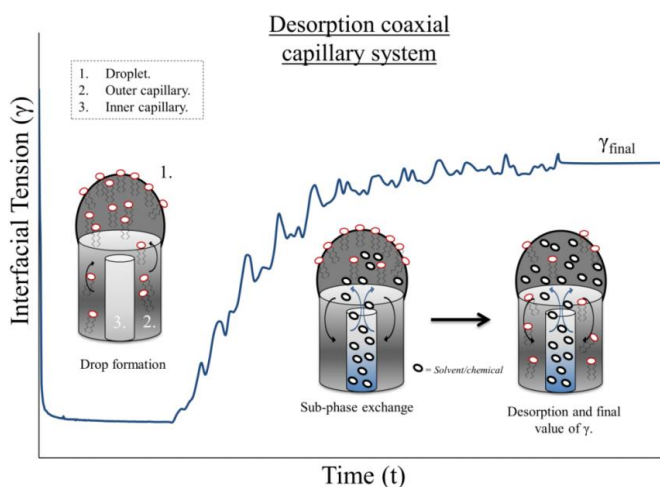 Desorption coaxial
capillary system
1. Droplet.
2. Outer capillary.
3. Inner capillary.
Interfacial Tension (γ)
1.
3. 2.
Drop formation
γfinal
Sub-phase exchange
= Solvent/chemical
Desorption and final
value of γ.
Time (t)